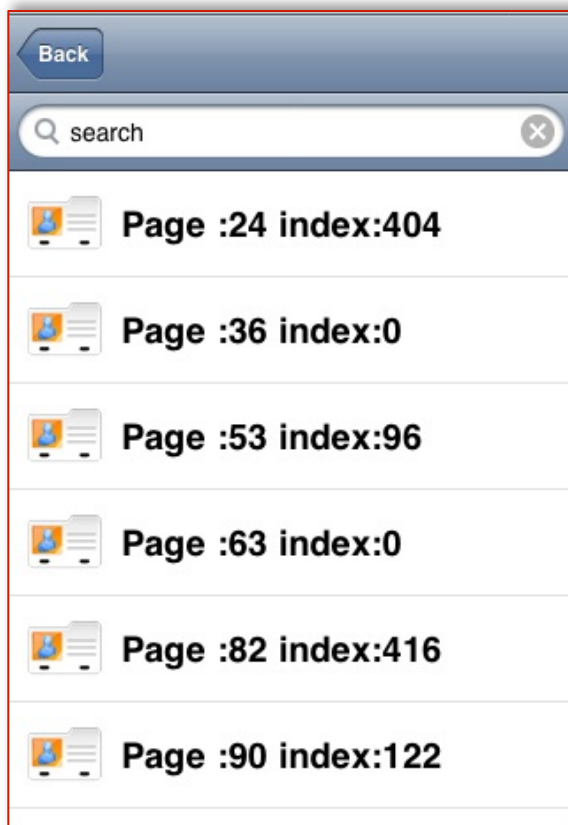 Back
search
Page :24 index:404
Page :36 index:0
Page :53 index:96
Page :63 index:0
Page :82 index:416
Page :90 index:122